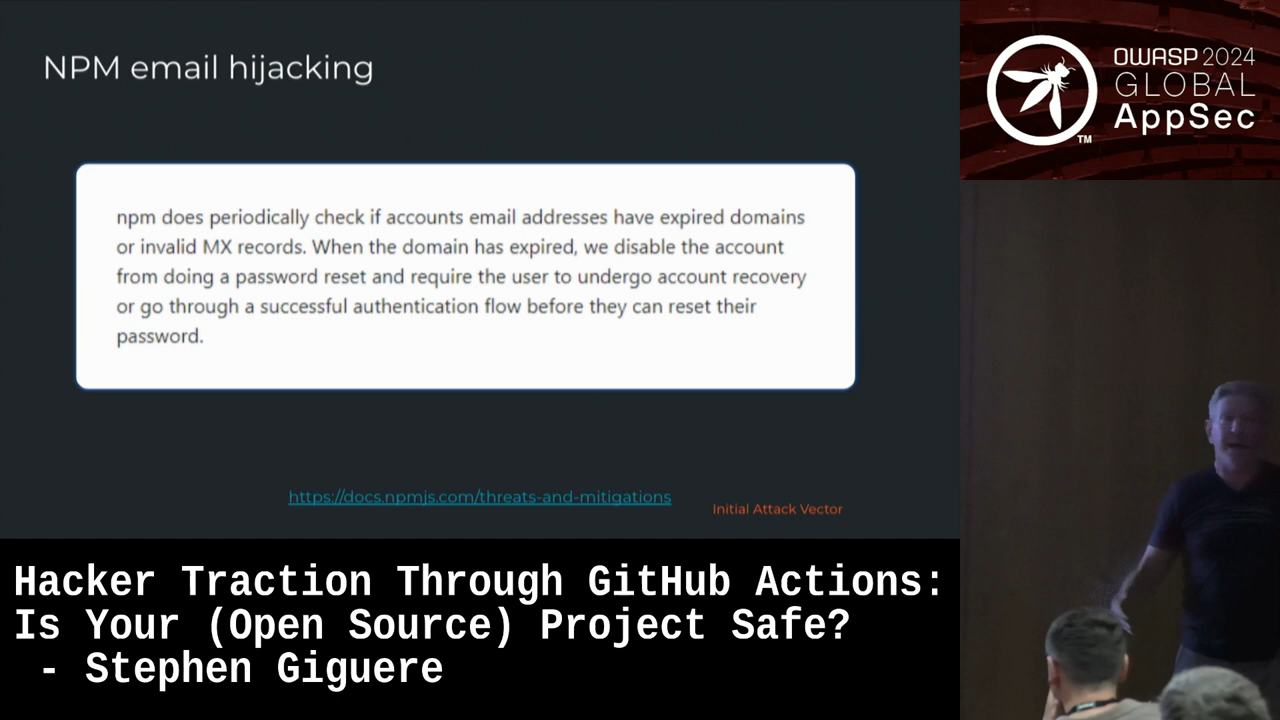 NPM email hijacking
npm does periodically check if accounts email addresses have expired domains
or invalid MX records. When the domain has expired, we disable the account
from doing a password reset and require the user to undergo account recovery
or go through a successful authentication flow before they can reset their
password.
https://docs.npmjs.com/threats-and-mitigations
Initial Attack Vector
OWASP 2024
GLOBAL
AppSec
TM
Hacker Traction Through GitHub Actions:
Is Your (Open Source) Project Safe?
- Stephen Giguere